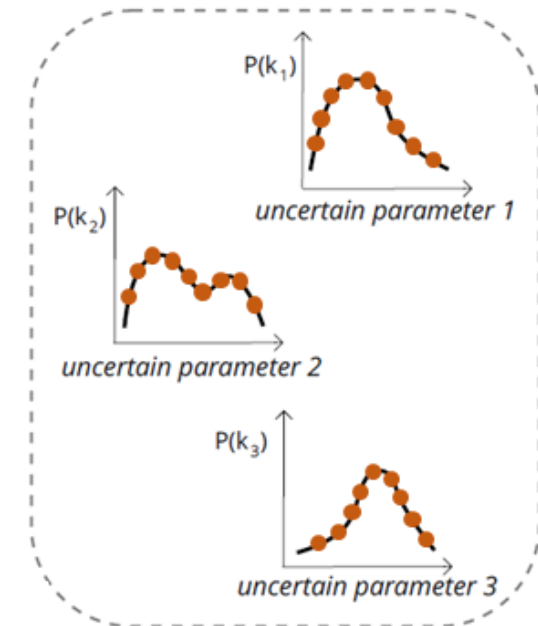 P(k₁)
uncertain parameter 1
P(k₂)
uncertain parameter 2
P(k₃)
uncertain parameter 3